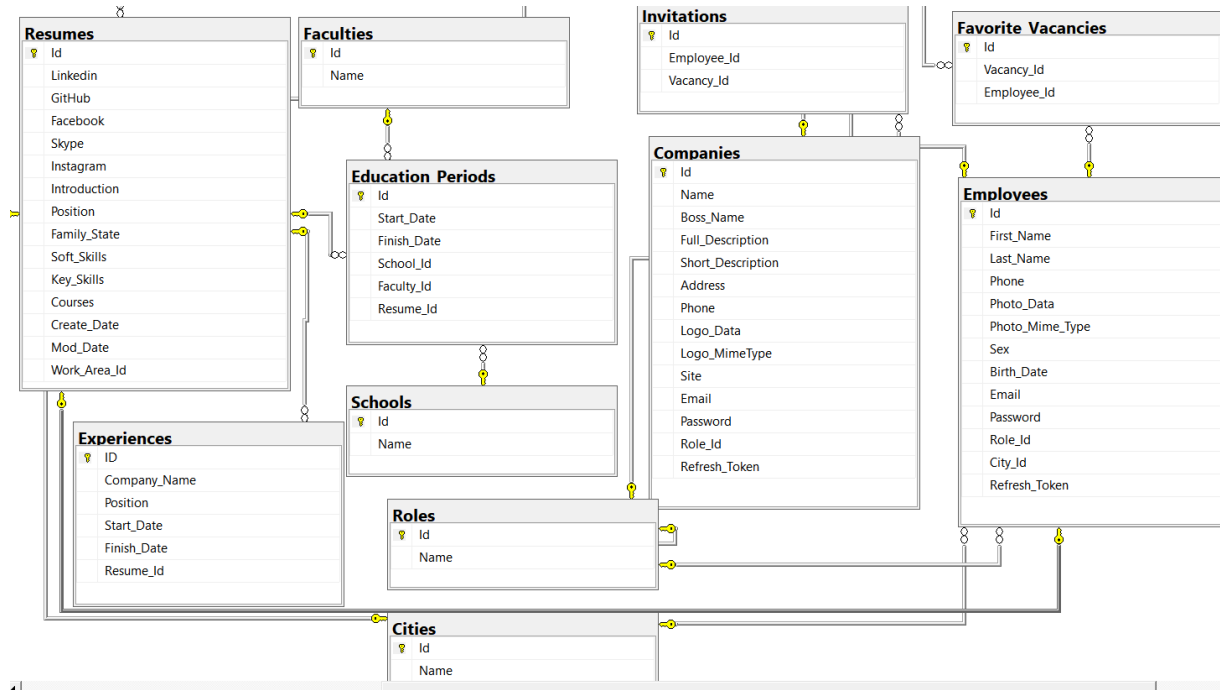 Resumes
Id
Linkedin
GitHub
Facebook
Skype
Instagram
Introduction
Position
Family_State
Soft_Skills
Key_Skills
Courses
Create_Date
Mod_Date
Work_Area_Id
Faculties
Id
Name
Education_Periods
Id
Start_Date
Finish_Date
School_Id
Faculty_Id
Resume_Id
Schools
Id
Name
Experiences
ID
Company_Name
Position
Start_Date
Finish_Date
Resume_Id
Roles
Id
Name
Cities
Id
Name
Invitations
Id
Employee_Id
Vacancy_Id
Companies
Id
Name
Boss_Name
Full_Description
Short_Description
Address
Phone
Logo_Data
Logo_MimeType
Site
Email
Password
Role_Id
Refresh_Token
Favorite_Vacancies
Id
Vacancy_Id
Employee_Id
Employees
Id
First_Name
Last_Name
Phone
Photo_Data
Photo_Mime_Type
Sex
Birth_Date
Email
Password
Role_Id
City_Id
Refresh_Token